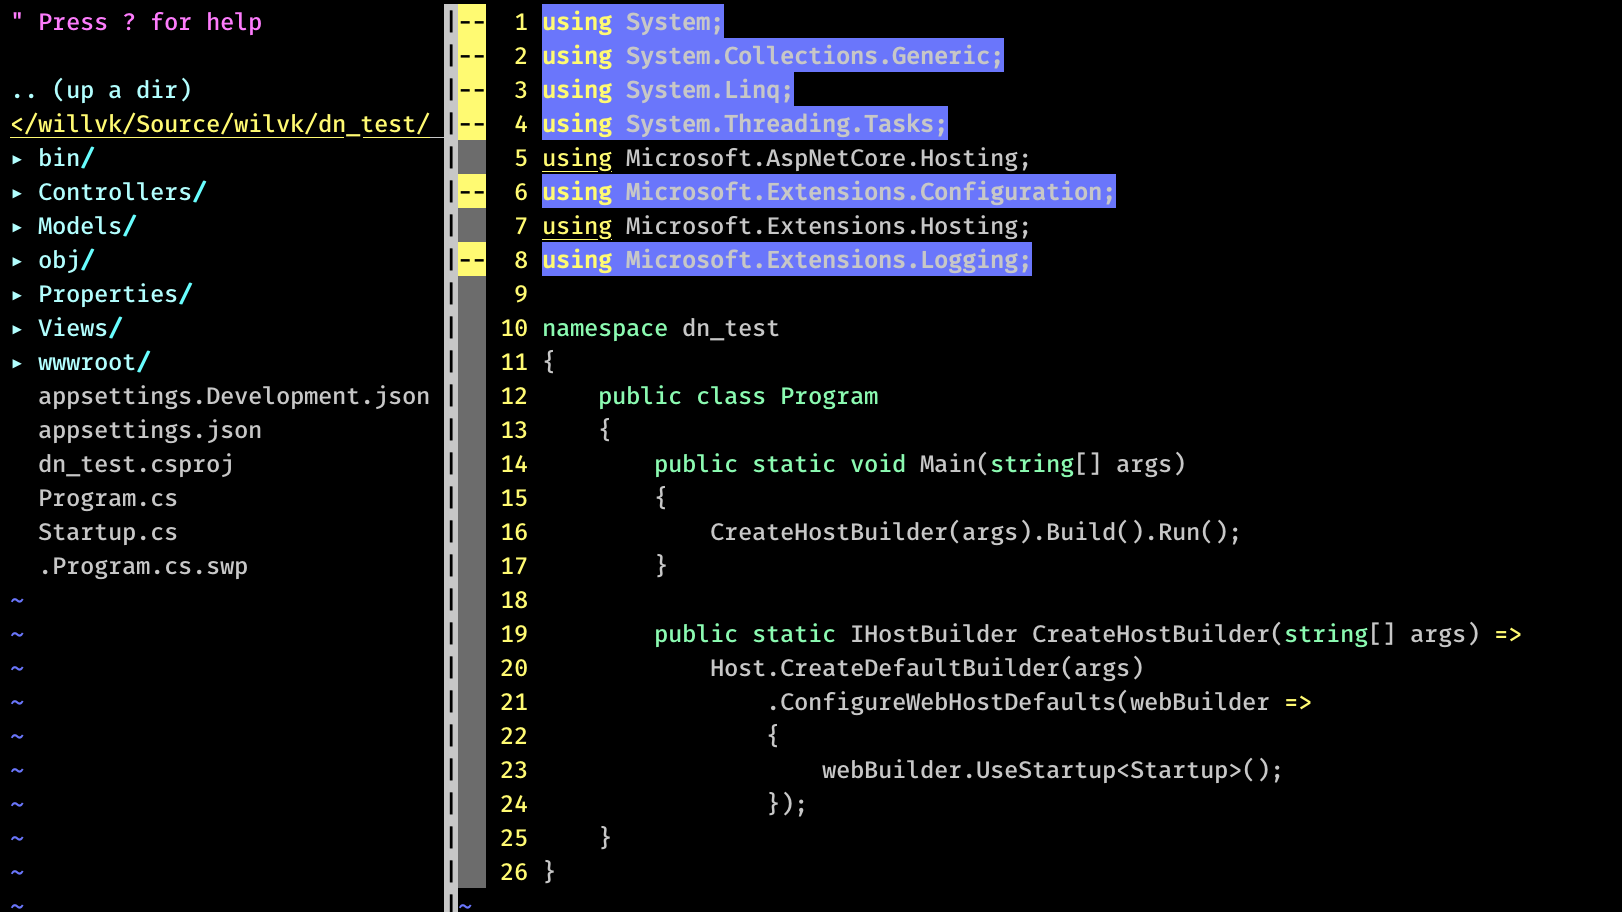 " Press ? for help
.. (up a dir)
</willvk/Source/wilvk/dn_test/
▸ bin/
▸ Controllers/
▸ Models/
▸ obj/
▸ Properties/
▸ Views/
▸ wwwroot/
appsettings.Development.json
appsettings.json
dn_test.csproj
Program.cs
Startup.cs
.Program.cs.swp
~
~
~
~
~
~
~
~
~
~
-- 1 using System;
-- 2 using System.Collections.Generic;
-- 3 using System.Linq;
-- 4 using System.Threading.Tasks;
5 using Microsoft.AspNetCore.Hosting;
-- 6 using Microsoft.Extensions.Configuration;
7 using Microsoft.Extensions.Hosting;
-- 8 using Microsoft.Extensions.Logging;
9
10 namespace dn_test
11 {
12     public class Program
13     {
14         public static void Main(string[] args)
15         {
16             CreateHostBuilder(args).Build().Run();
17         }
18
19         public static IHostBuilder CreateHostBuilder(string[] args) =>
20             Host.CreateDefaultBuilder(args)
21                 .ConfigureWebHostDefaults(webBuilder =>
22                 {
23                     webBuilder.UseStartup<Startup>();
24                 });
25     }
26 }
~